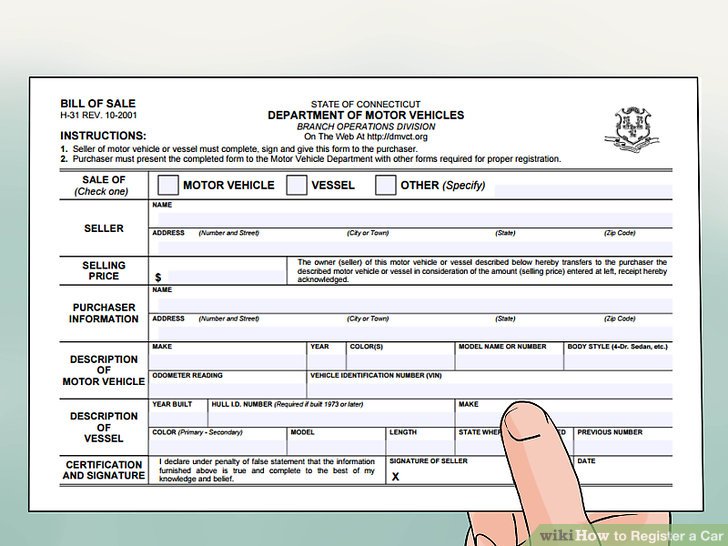 BILL OF SALE
H-31 REV. 10-2001
STATE OF CONNECTICUT
DEPARTMENT OF MOTOR VEHICLES
BRANCH OPERATIONS DIVISION
On The Web At http://dmvct.org
INSTRUCTIONS:
1. Seller of motor vehicle or vessel must complete, sign and give this form to the purchaser.
2. Purchaser must present the completed form to the Motor Vehicle Department with other forms required for proper registration.
SALE OF
(Check one)
MOTOR VEHICLE VESSEL OTHER (Specify)
SELLER
NAME
ADDRESS (Number and Street) (City or Town) (State) (Zip Code)
SELLING
PRICE
$
The owner (seller) of this motor vehicle or vessel described below hereby transfers to the purchaser the
described motor vehicle or vessel in consideration of the amount (selling price) entered at left, receipt hereby
acknowledged.
PURCHASER
INFORMATION
NAME
ADDRESS (Number and Street) (City or Town) (State) (Zip Code)
DESCRIPTION
OF
MOTOR VEHICLE
MAKE YEAR COLOR(S) MODEL NAME OR NUMBER BODY STYLE (4-Dr. Sedan, etc.)
ODOMETER READING VEHICLE IDENTIFICATION NUMBER (VIN)
DESCRIPTION
OF
VESSEL
YEAR BUILT HULL I.D. NUMBER (Required if built 1973 or later) MAKE
COLOR (Primary - Secondary) MODEL LENGTH STATE WHER ED PREVIOUS NUMBER
CERTIFICATION
AND SIGNATURE
I declare under penalty of false statement that the information
furnished above is true and complete to the best of my
knowledge and belief.
SIGNATURE OF SELLER DATE
X
wikiHow to Register a Car